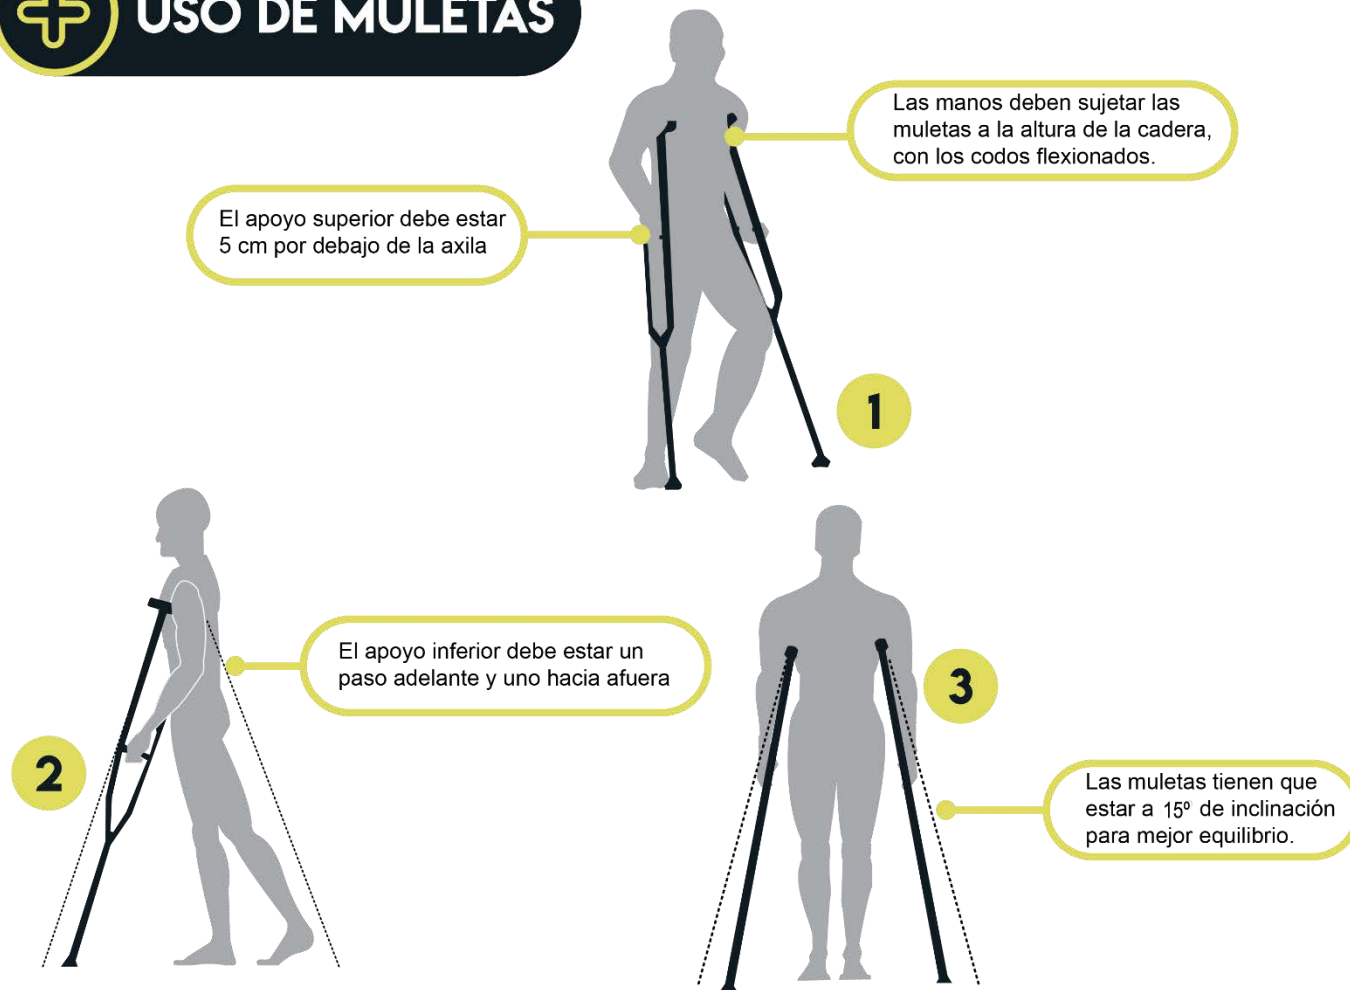 USO DE MULETAS
Las manos deben sujetar las
muletas a la altura de la cadera,
con los codos flexionados.
El apoyo superior debe estar
5 cm por debajo de la axila
1
El apoyo inferior debe estar un
paso adelante y uno hacia afuera
2
3
Las muletas tienen que
estar a 15º de inclinación
para mejor equilibrio.